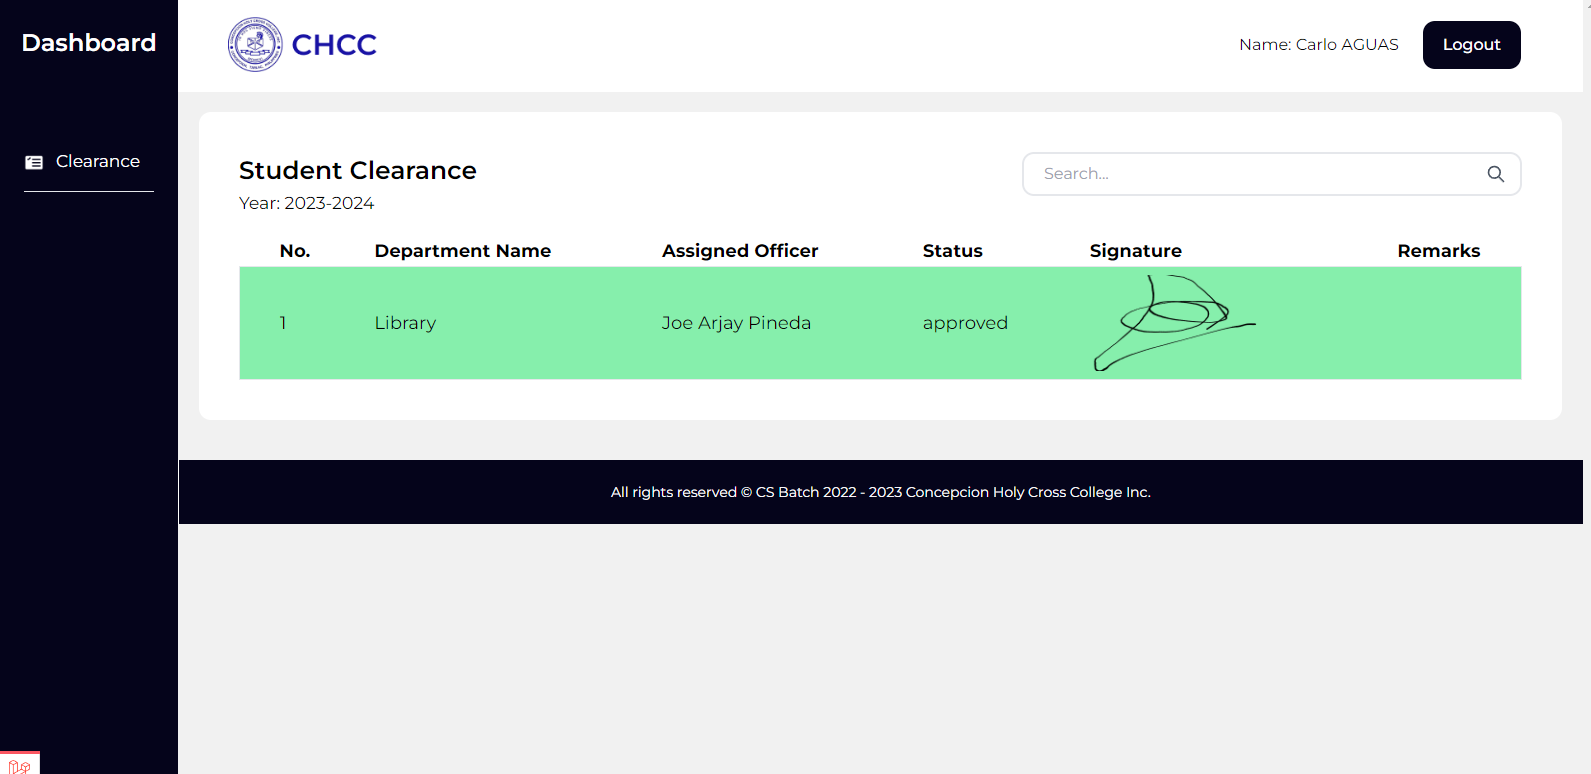 Dashboard
CHCC
Name: Carlo AGUAS
Logout
Clearance
Student Clearance
Search...
Year: 2023-2024
No. Department Name Assigned Officer Status Signature Remarks
1 Library Joe Arjay Pineda approved
All rights reserved © CS Batch 2022 - 2023 Concepcion Holy Cross College Inc.